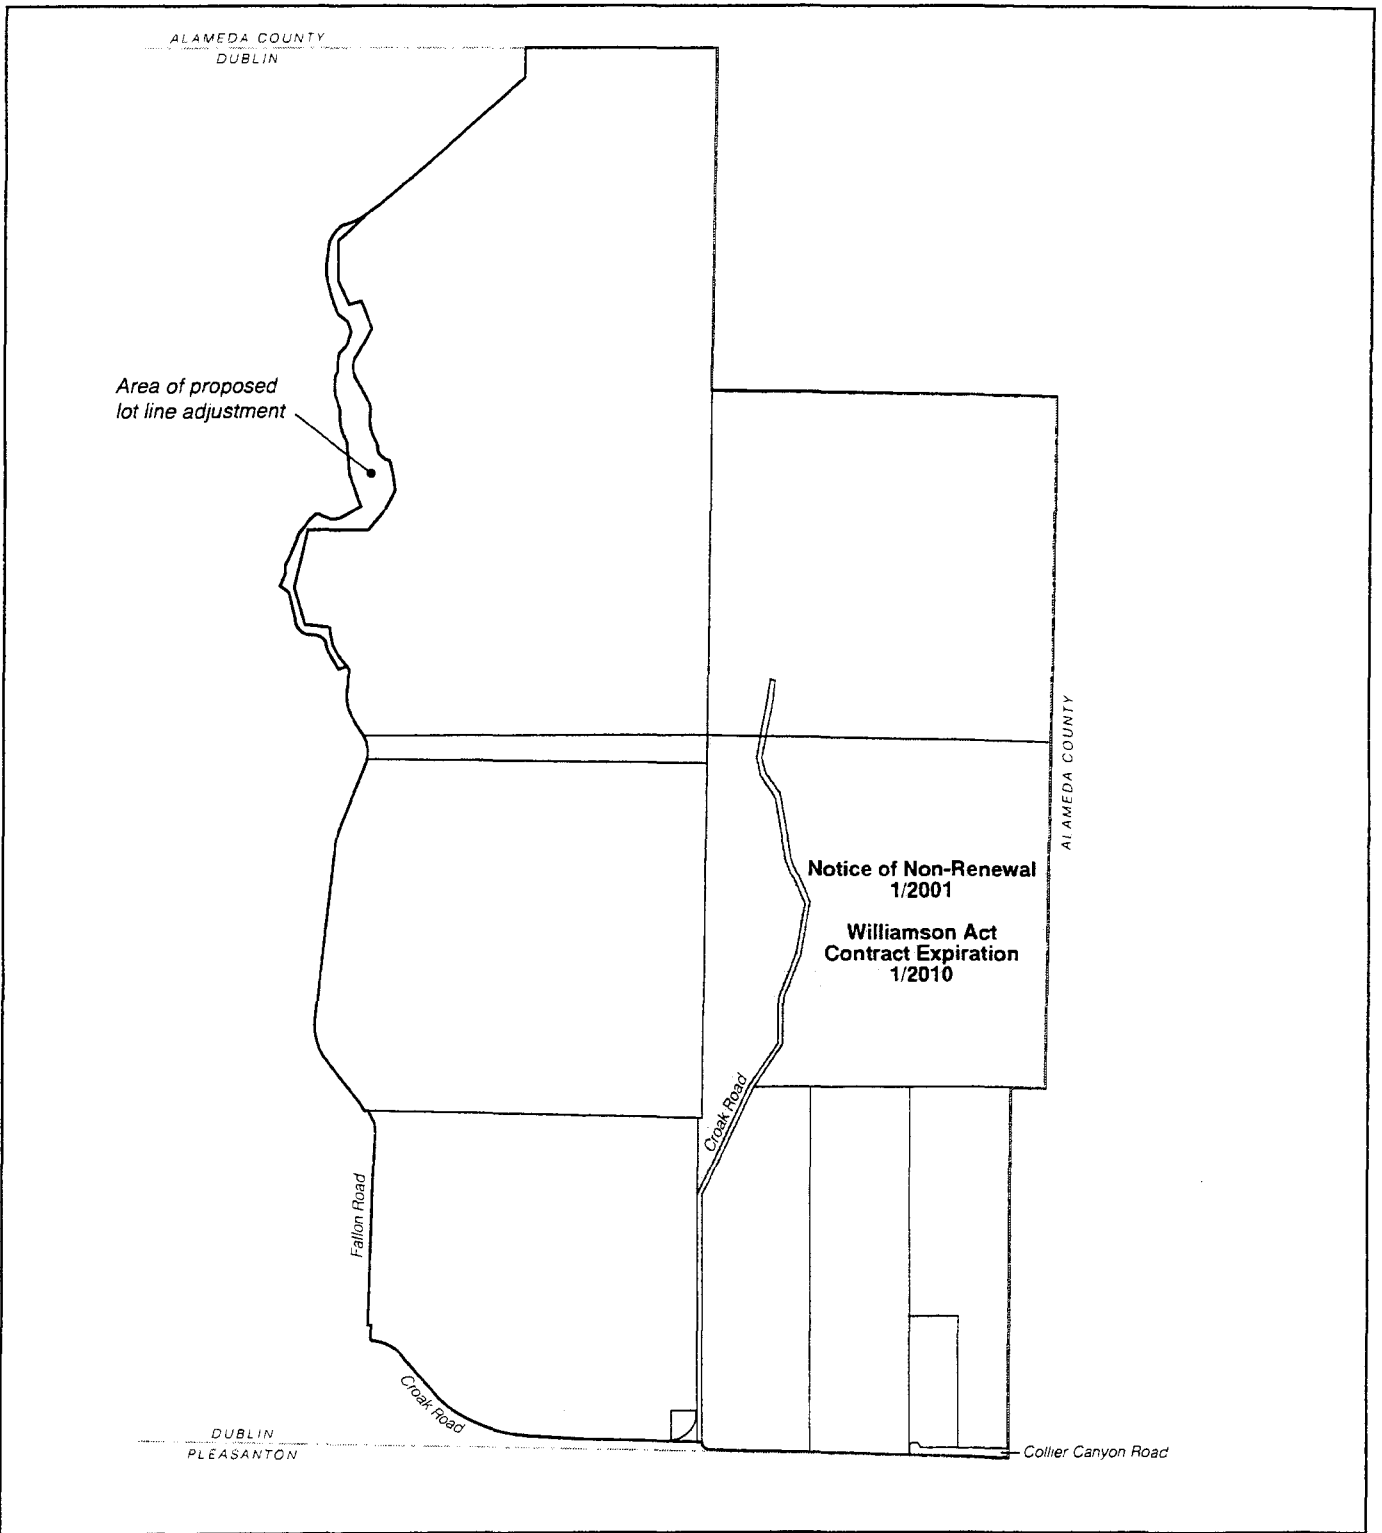 ALAMEDA COUNTY
DUBLIN
Area of proposed
lot line adjustment
ALAMEDA COUNTY
Notice of Non-Renewal
1/2001
Williamson Act
Contract Expiration
1/2010
Croak Road
Fallon Road
Croak Road
DUBLIN
PLEASANTON
Collier Canyon Road